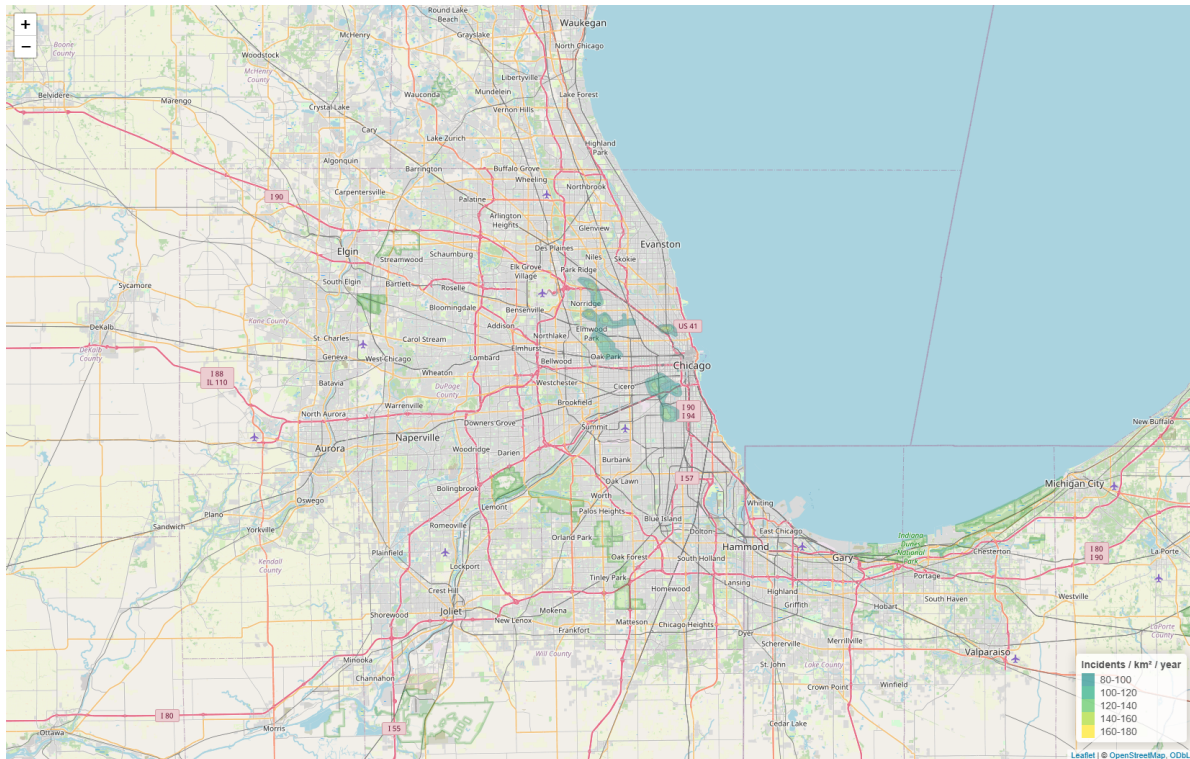 +
−
Round Lake
Beach
Waukegan
McHenry
Grayslake
Boone
County
Woodstock
North Chicago
McHenry
County
Libertyville
Belvidere
Marengo
Wauconda
Mundelein
Lake Forest
Crystal Lake
Vernon Hills
Cary
Lake Zurich
Highland
Park
Algonquin
Barrington
Buffalo Grove
Wheeling
Carpentersville
Northbrook
I 90
Palatine
Arlington
Heights
Glenview
Elgin
Des Plaines
Evanston
Streamwood
Schaumburg
Niles
Skokie
Elk Grove
Village
Park Ridge
Sycamore
South Elgin
Bartlett
Roselle
Norridge
Bloomingdale
Bensenville
Kane County
DeKalb
Addison
Elmwood
Park
US 41
St. Charles
Carol Stream
Northlake
DeKalb
County
Geneva
West Chicago
Lombard
Elmhurst
Oak Park
Bellwood
Chicago
I 88
IL 110
Wheaton
Batavia
DuPage
County
Westchester
Cicero
Warrenville
Brookfield
I 90
I 94
North Aurora
Downers Grove
Summit
New Buffalo
Naperville
Aurora
Woodridge
Darien
Burbank
I 57
Oak Lawn
Michigan City
Bolingbrook
Oswego
Lemont
Worth
Whiting
Plano
Palos Heights
Sandwich
Yorkville
Romeoville
Blue Island
Dolton
East Chicago
Orland Park
Indiana
Dunes
National
Park
Plainfield
Hammond
Chesterton
I 80
I 90
La Porte
Kendall
County
Lockport
Oak Forest
South Holland
Gary
Tinley Park
Portage
Crest Hill
Homewood
Lansing
Highland
Westville
Joliet
Griffith
South Haven
Shorewood
Mokena
Hobart
New Lenox
Matteson
Chicago Heights
Frankfort
Dyer
LaPorte
County
Schererville
Merrillville
Will County
Valparaiso
Minooka
St. John
Lake County
Channahon
Crown Point
Winfield
I 80
Cedar Lake
Morris
I 55
Ottawa
Incidents / km² / year
80-100
100-120
120-140
140-160
160-180
Leaflet | © OpenStreetMap, ODbL